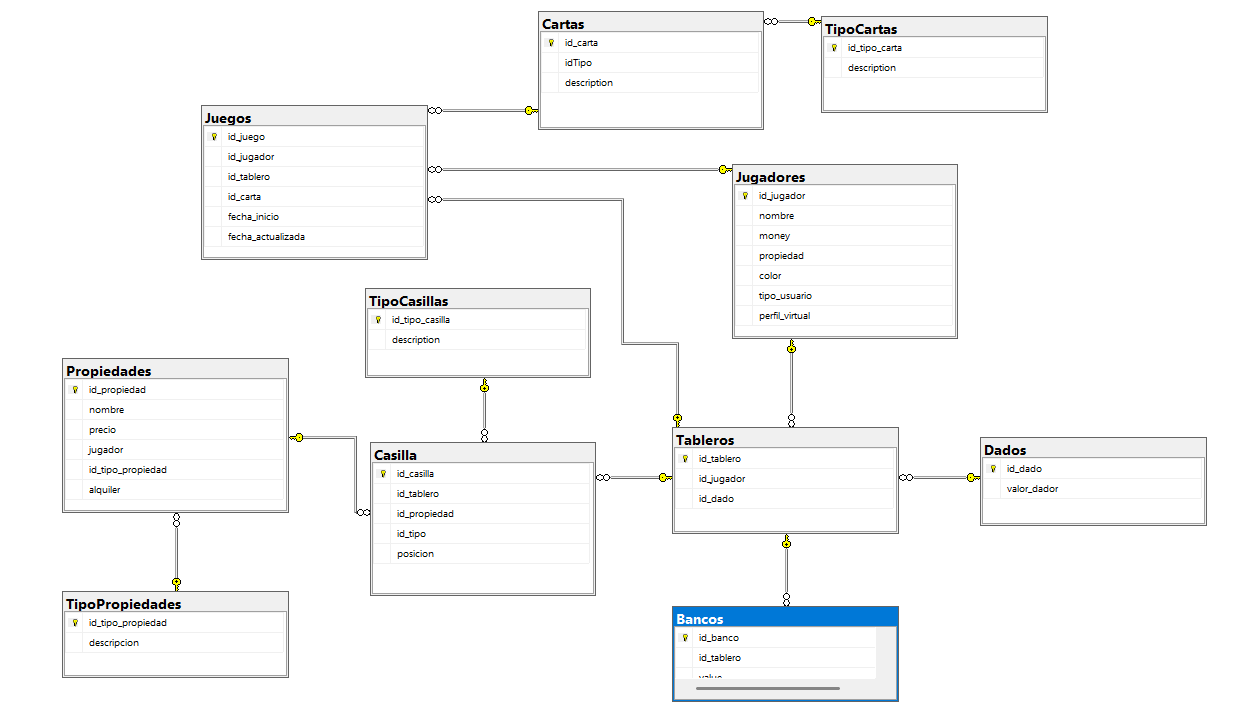 Cartas
id_carta
idTipo
description
TipoCartas
id_tipo_carta
description
Juegos
id_juego
id_jugador
id_tablero
id_carta
fecha_inicio
fecha_actualizada
Jugadores
id_jugador
nombre
money
propiedad
color
tipo_usuario
perfil_virtual
TipoCasillas
id_tipo_casilla
description
Propiedades
id_propiedad
nombre
precio
jugador
id_tipo_propiedad
alquiler
Casilla
id_casilla
id_tablero
id_propiedad
id_tipo
posicion
Tableros
id_tablero
id_jugador
id_dado
Dados
id_dado
valor_dador
TipoPropiedades
id_tipo_propiedad
descripcion
Bancos
id_banco
id_tablero
value